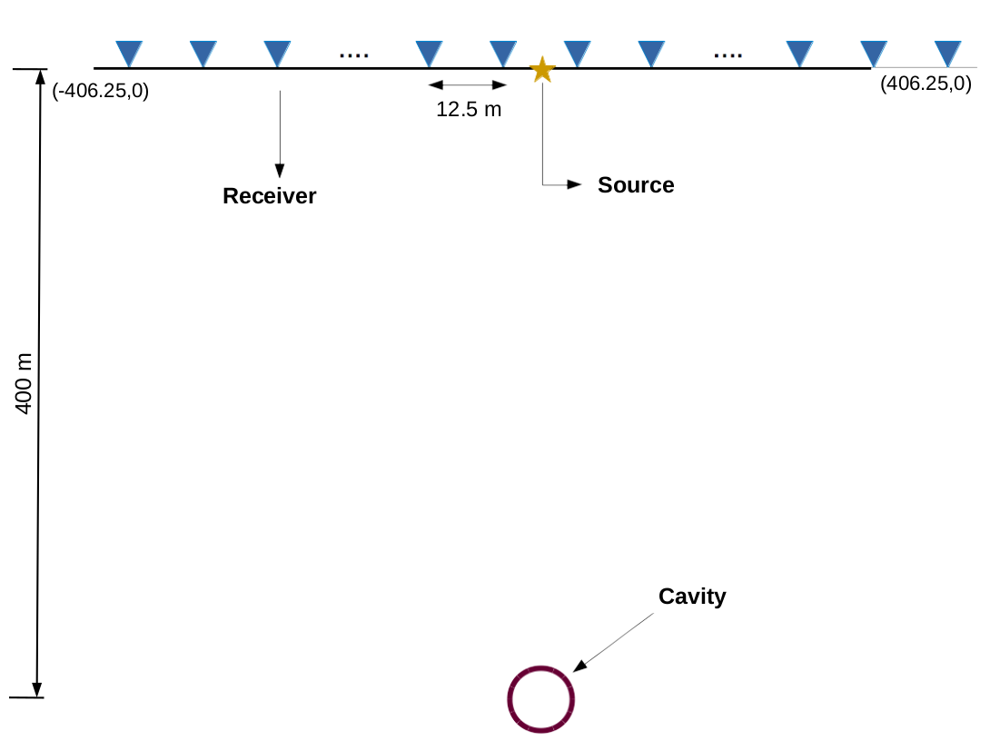 ....
....
(-406.25,0)
(406.25,0)
12.5 m
Receiver
Source
400 m
Cavity